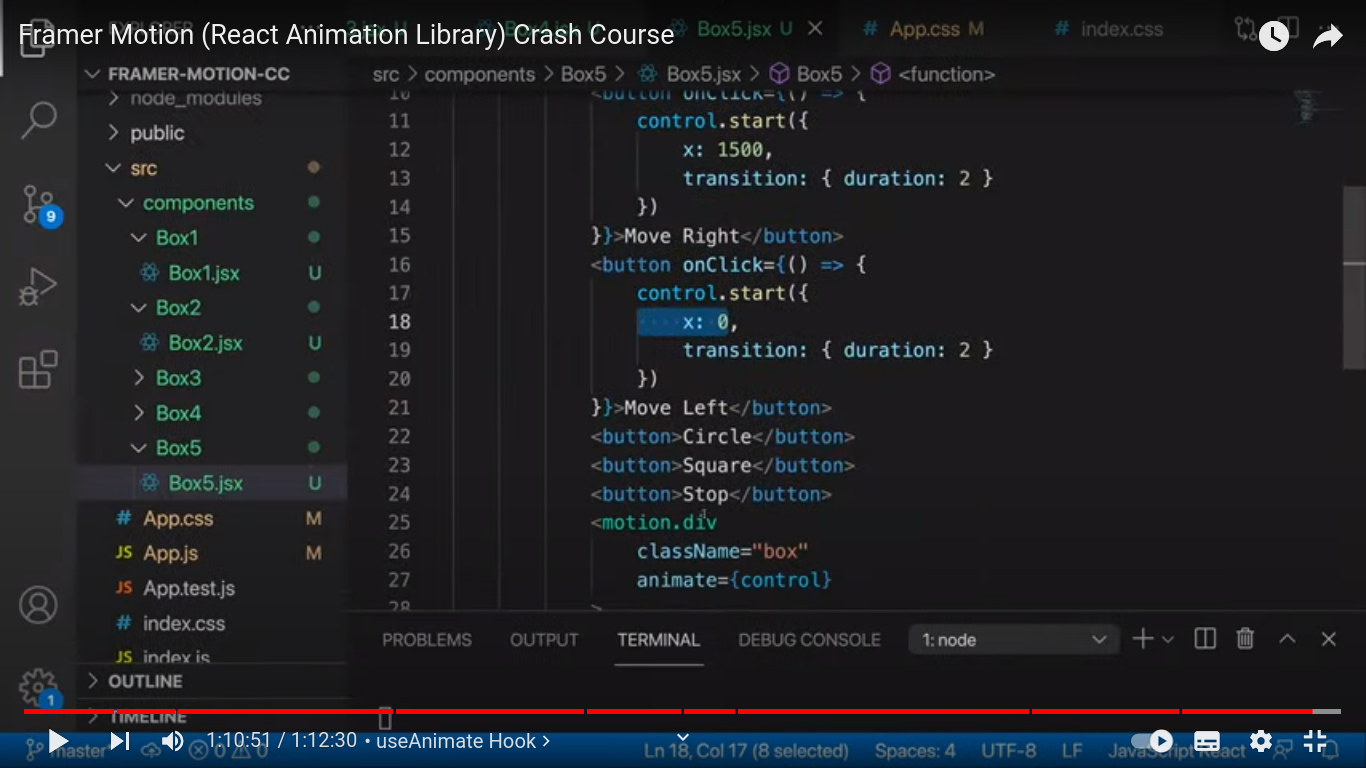 Framer Motion (React Animation Library) Crash Course
Box5.jsx U
App.css M
index.css
FRAMER-MOTION-CC
node_modules
public
src
components
Box1
Box1.jsx U
Box2
Box2.jsx U
Box3
Box4
Box5
Box5.jsx U
App.css M
App.js M
App.test.js
index.css
index.js
OUTLINE
TIMELINE
9
1
src > components > Box5 > Box5.jsx > Box5 > <function>
10 <button onClick={() => {
11 control.start({
12 x: 1500,
13 transition: { duration: 2 }
14 })
15 }}>Move Right</button>
16 <button onClick={() => {
17 control.start({
18 x: 0,
19 transition: { duration: 2 }
20 })
21 }}>Move Left</button>
22 <button>Circle</button>
23 <button>Square</button>
24 <button>Stop</button>
25 <motion.div
26 className="box"
27 animate={control}
28 >
PROBLEMS OUTPUT TERMINAL DEBUG CONSOLE 1: node
1:10:51 / 1:12:30 • useAnimate Hook >
master* 0 0 Ln 18, Col 17 (8 selected) Spaces: 4 UTF-8 LF JavaScript React